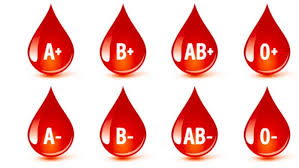 A+ B+ AB+ O+
A- B- AB- O-